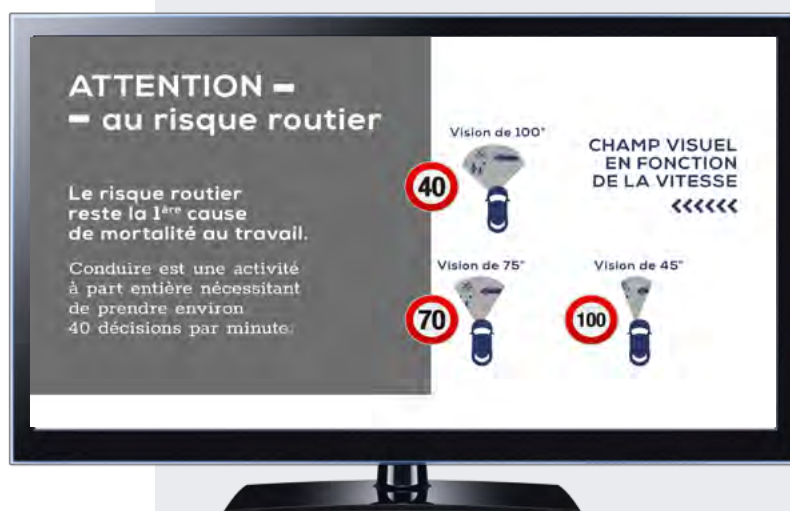 ATTENTION –
– au risque routier
Le risque routier
reste la 1ère cause
de mortalité au travail.
Conduire est une activité
à part entière nécessitant
de prendre environ
40 décisions par minute.
Vision de 100°
40
CHAMP VISUEL
EN FONCTION
DE LA VITESSE
‹‹‹‹‹‹
Vision de 75°
70
Vision de 45°
100